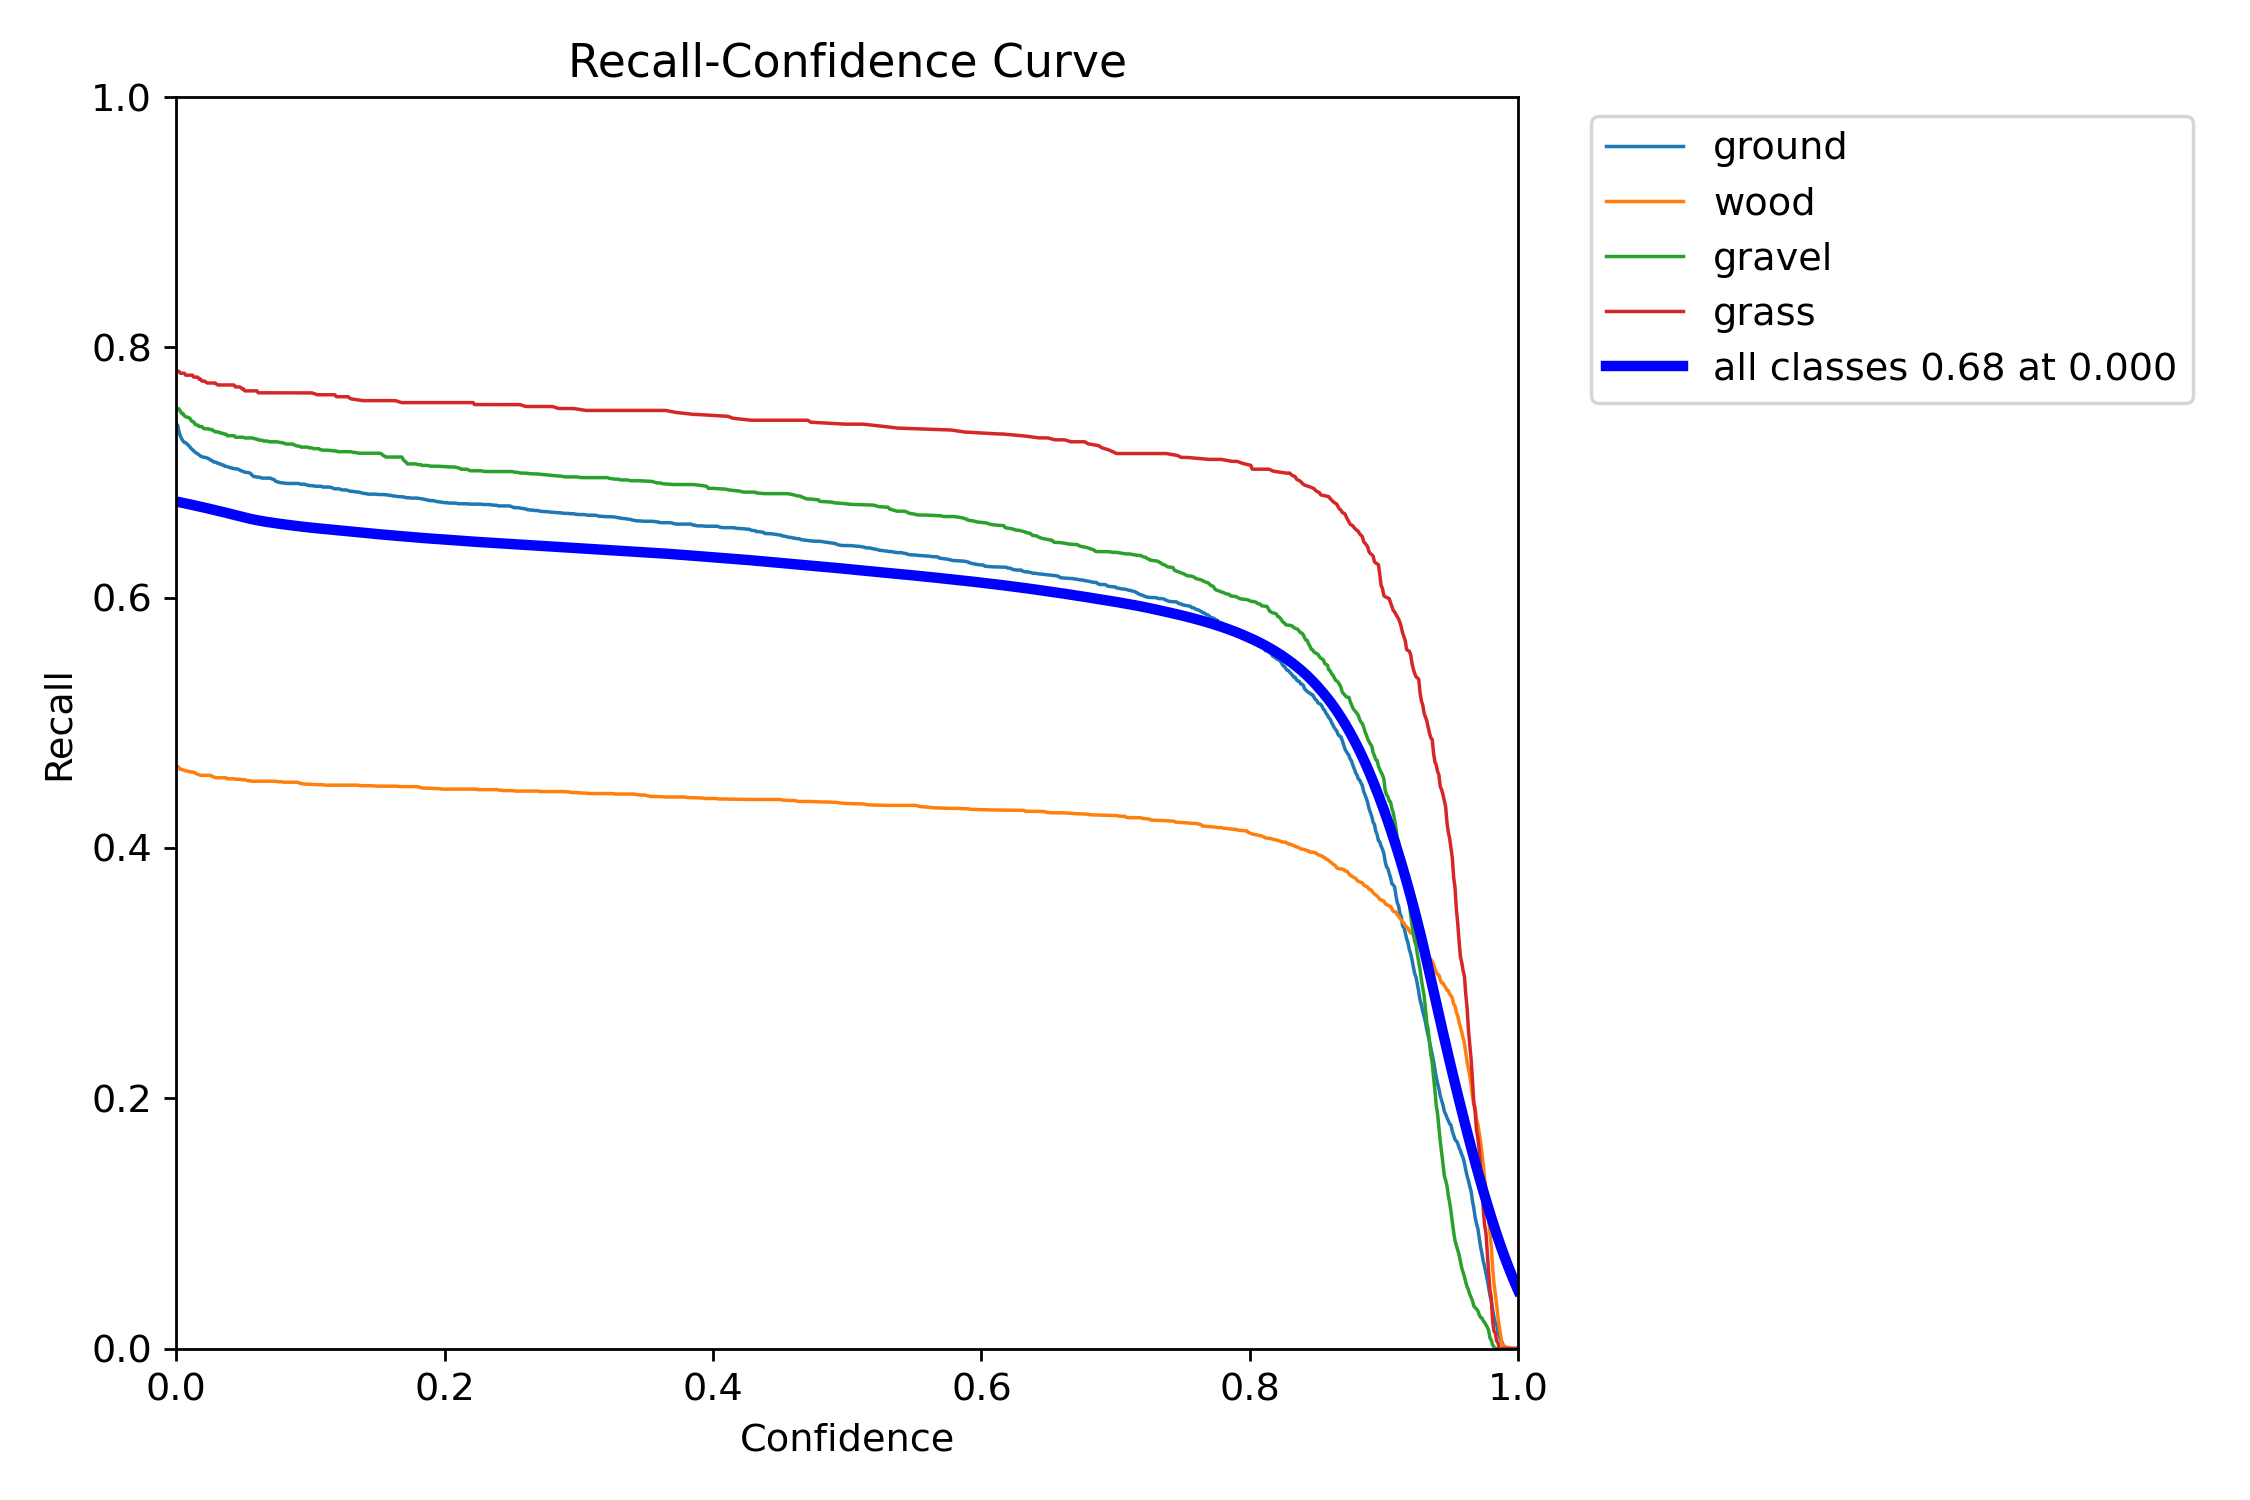 Recall-Confidence Curve
1.0
0.8
0.6
0.4
0.2
0.0
Recall
0.0 0.2 0.4 0.6 0.8 1.0
Confidence
ground
wood
gravel
grass
all classes 0.68 at 0.000